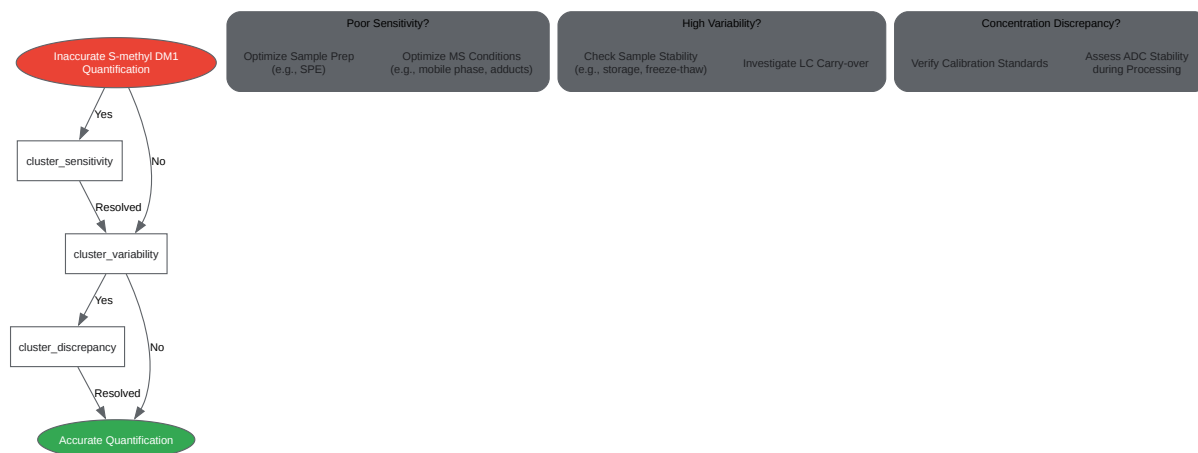 Poor Sensitivity?
High Variability?
Concentration Discrepancy?
Inaccurate S-methyl DM1
Quantification
Optimize Sample Prep
(e.g., SPE)
Optimize MS Conditions
(e.g., mobile phase, adducts)
Check Sample Stability
(e.g., storage, freeze-thaw)
Investigate LC Carry-over
Verify Calibration Standards
Assess ADC Stability
during Processing
Yes
cluster_sensitivity
No
Resolved
cluster_variability
Yes
cluster_discrepancy
No
Resolved
Accurate Quantification